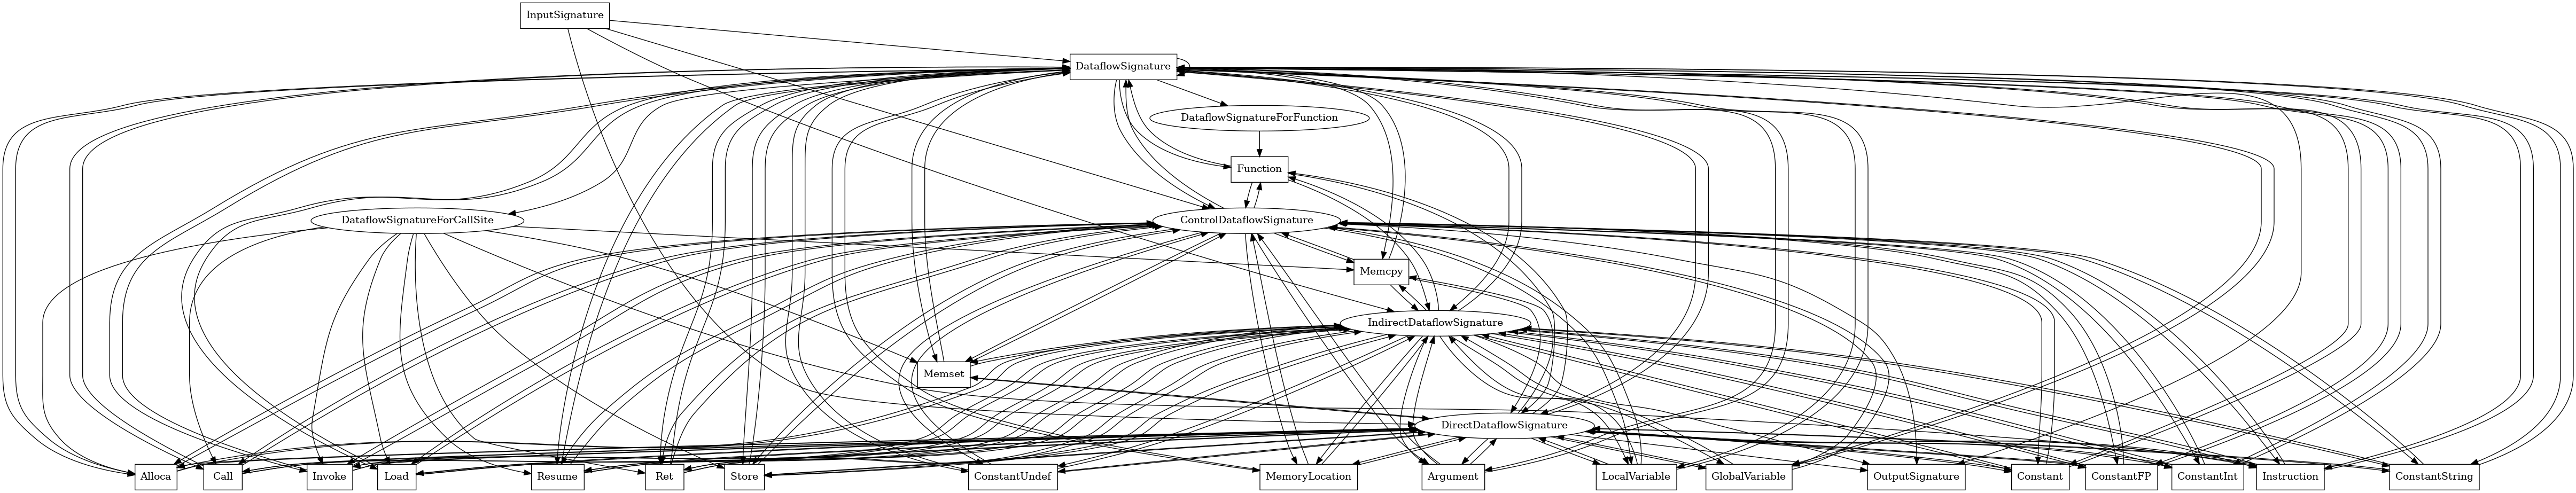 InputSignature
DataflowSignature
DataflowSignatureForFunction
Function
DataflowSignatureForCallSite
ControlDataflowSignature
Memcpy
IndirectDataflowSignature
Memset
DirectDataflowSignature
Alloca
Call
Invoke
Load
Resume
Ret
Store
ConstantUndef
MemoryLocation
Argument
LocalVariable
GlobalVariable
OutputSignature
Constant
ConstantFP
ConstantInt
Instruction
ConstantString